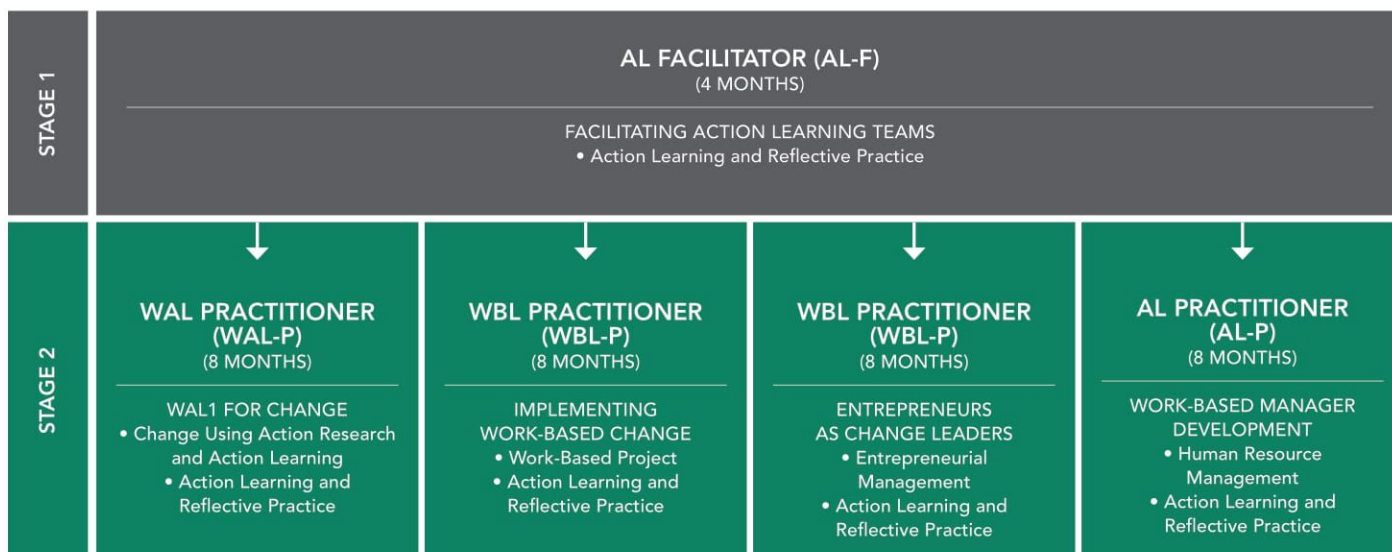 STAGE 1
AL FACILITATOR (AL-F)
(4 MONTHS)
FACILITATING ACTION LEARNING TEAMS
• Action Learning and Reflective Practice
STAGE 2
WAL PRACTITIONER
(WAL-P)
(8 MONTHS)
WAL1 FOR CHANGE
• Change Using Action Research
and Action Learning
• Action Learning and
Reflective Practice
WBL PRACTITIONER
(WBL-P)
(8 MONTHS)
IMPLEMENTING
WORK-BASED CHANGE
• Work-Based Project
• Action Learning and
Reflective Practice
WBL PRACTITIONER
(WBL-P)
(8 MONTHS)
ENTREPRENEURS
AS CHANGE LEADERS
• Entrepreneurial
Management
• Action Learning and
Reflective Practice
AL PRACTITIONER
(AL-P)
(8 MONTHS)
WORK-BASED MANAGER
DEVELOPMENT
• Human Resource
Management
• Action Learning and
Reflective Practice